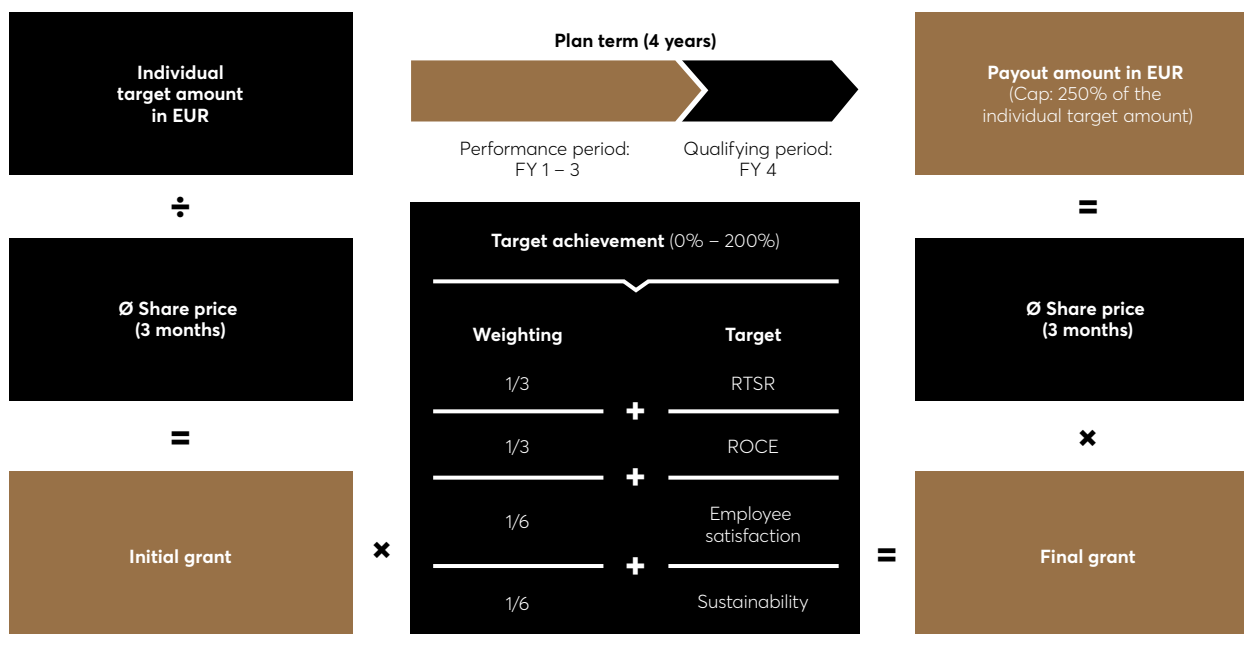 Individual
target amount
in EUR
÷
Ø Share price
(3 months)
=
Initial grant
×
Plan term (4 years)
Performance period:
FY 1 – 3
Qualifying period:
FY 4
Target achievement (0% – 200%)
Weighting Target
1/3 RTSR
+
1/3 ROCE
+
1/6 Employee
satisfaction
+
1/6 Sustainability
=
Payout amount in EUR
(Cap: 250% of the
individual target amount)
=
Ø Share price
(3 months)
×
Final grant